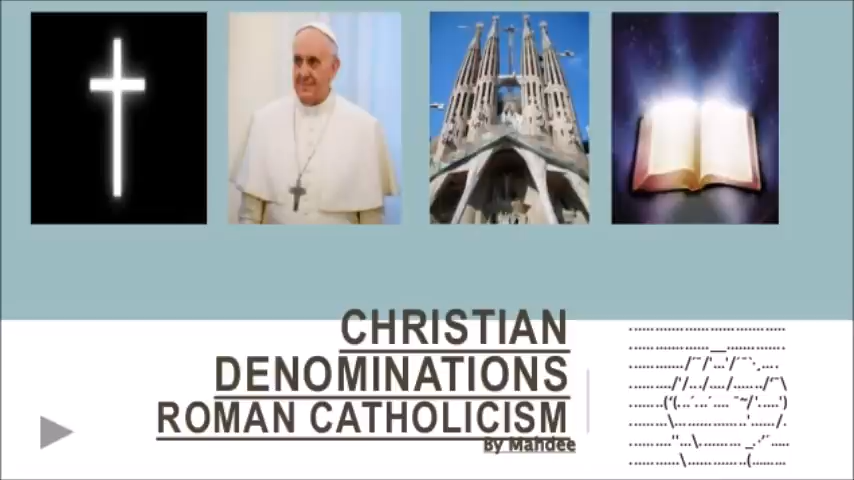 CHRISTIAN
DENOMINATIONS
ROMAN CATHOLICISM
By Mahdee